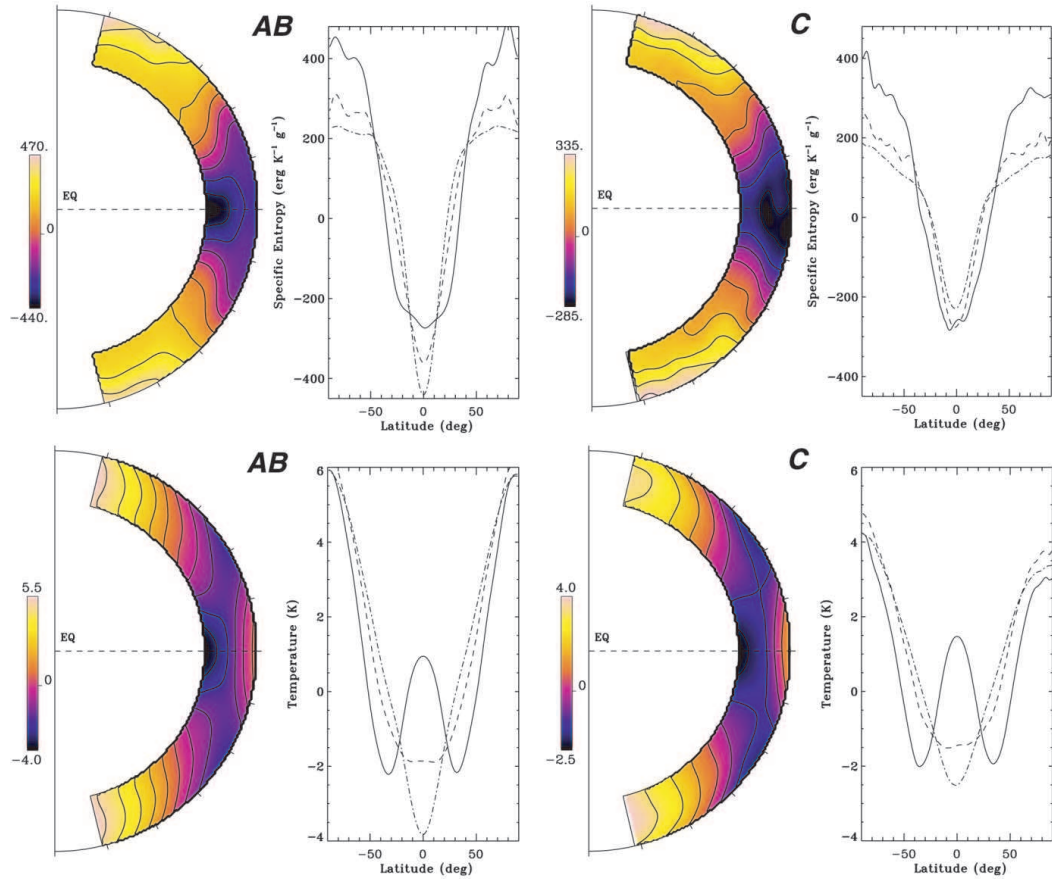 AB
470.
0
−440.
EQ
Specific Entropy (erg K−1 g−1)
400
200
0
−200
−400
−50 0 50
Latitude (deg)
C
335.
0
−285.
EQ
Specific Entropy (erg K−1 g−1)
400
200
0
−200
−400
−50 0 50
Latitude (deg)
AB
5.5
0
−4.0
EQ
Temperature (K)
6
4
2
0
−2
−4
−50 0 50
Latitude (deg)
C
4.0
0
−2.5
EQ
Temperature (K)
6
4
2
0
−2
−4
−50 0 50
Latitude (deg)